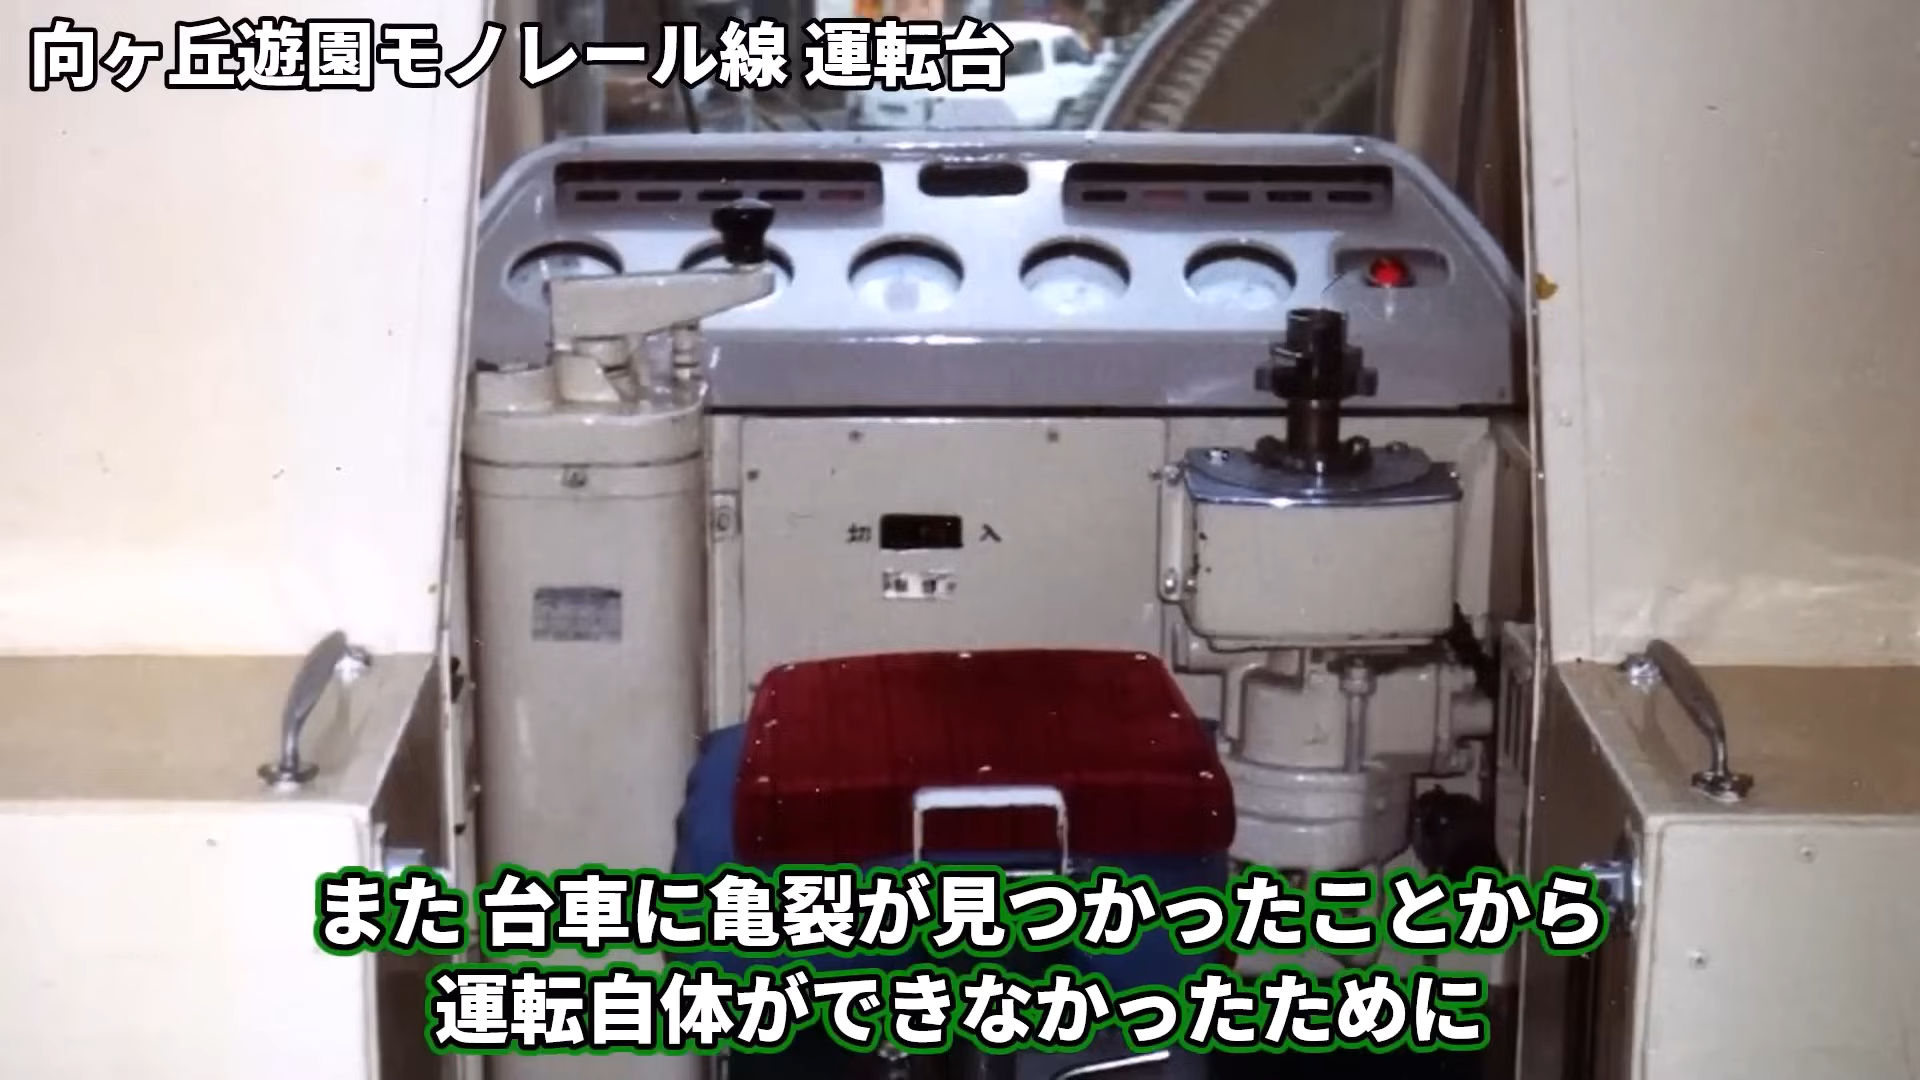 向ヶ丘遊園モノレール線 運転台
切 入
また 台車に亀裂が見つかったことから
運転自体ができなかったために